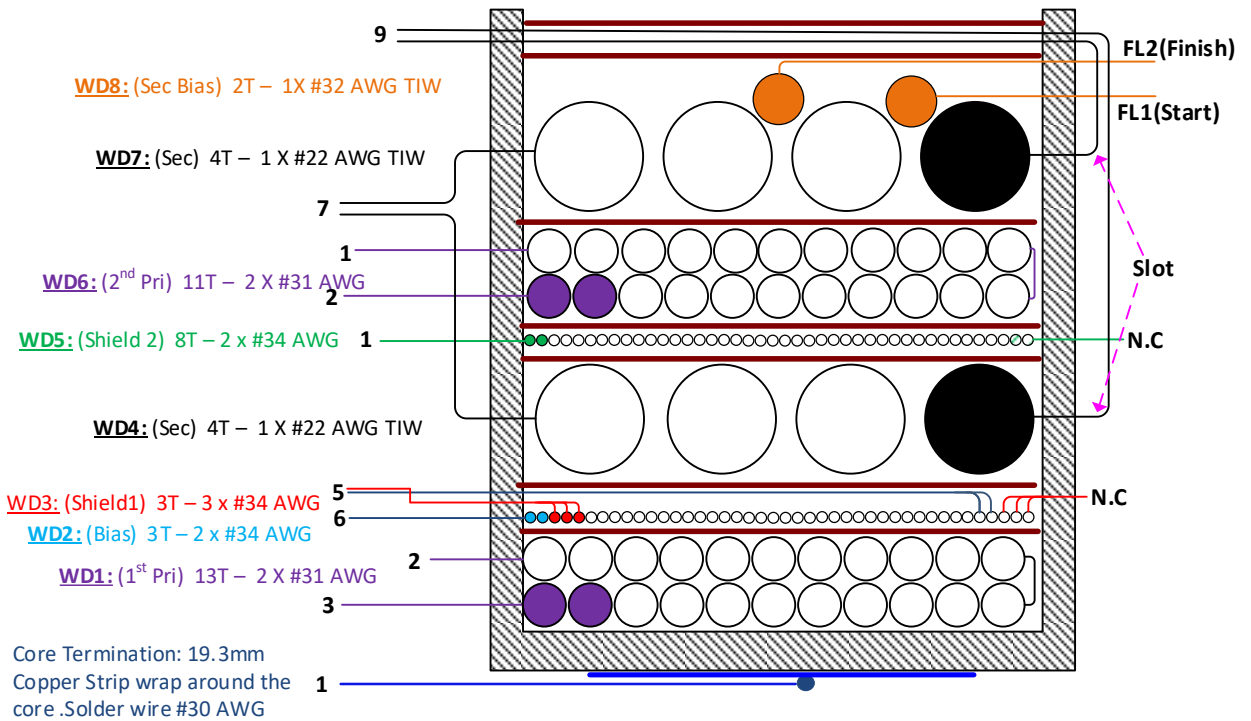 9
FL2(Finish)
WD8: (Sec Bias) 2T – 1X #32 AWG TIW
FL1(Start)
WD7: (Sec) 4T – 1 X #22 AWG TIW
7
1
Slot
WD6: (2nd Pri) 11T – 2 X #31 AWG
2
WD5: (Shield 2) 8T – 2 x #34 AWG
1
N.C
WD4: (Sec) 4T – 1 X #22 AWG TIW
5
N.C
WD3: (Shield1) 3T – 3 x #34 AWG
6
WD2: (Bias) 3T – 2 x #34 AWG
2
WD1: (1st Pri) 13T – 2 X #31 AWG
3
Core Termination: 19.3mm
Copper Strip wrap around the
1
core .Solder wire #30 AWG